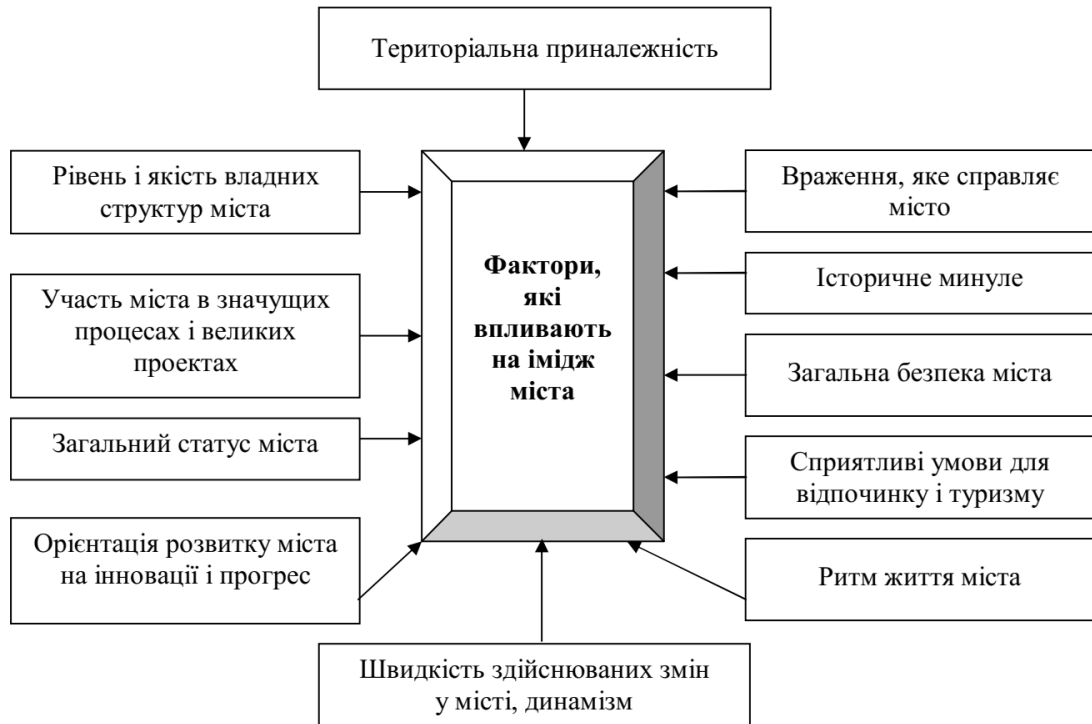 Територіальна приналежність
Рівень і якість владних
структур міста
Участь міста в значущих
процесах і великих
проектах
Загальний статус міста
Орієнтація розвитку міста
на інновації і прогрес
Фактори,
які
впливають
на імідж
міста
Враження, яке справляє
місто
Історичне минуле
Загальна безпека міста
Сприятливі умови для
відпочинку і туризму
Ритм життя міста
Швидкість здійснюваних змін
у місті, динамізм